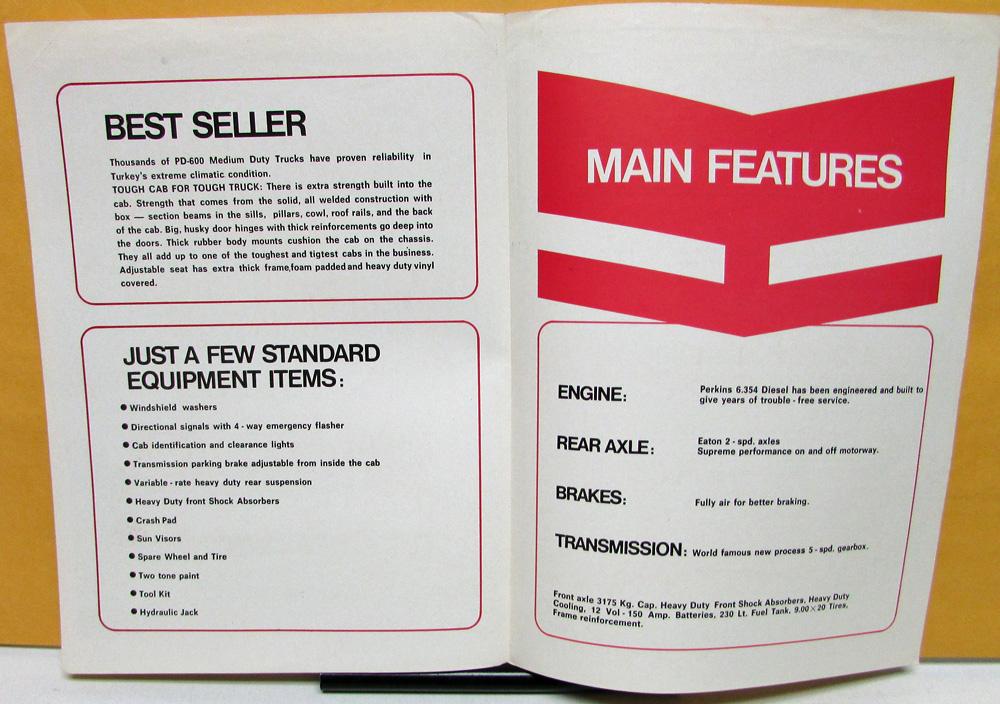 BEST SELLER
Thousands of PD-600 Medium Duty Trucks have proven reliability in
Turkey's extreme climatic condition.
TOUGH CAB FOR TOUGH TRUCK: There is extra strength built into the
cab. Strength that comes from the solid, all welded construction with
box — section beams in the sills, pillars, cowl, roof rails, and the back
of the cab. Big, husky door hinges with thick reinforcements go deep into
the doors. Thick rubber body mounts cushion the cab on the chassis.
They all add up to one of the toughest and tigtest cabs in the business.
Adjustable seat has extra thick frame,foam padded and heavy duty vinyl
covered.
JUST A FEW STANDARD
EQUIPMENT ITEMS:
● Windshield washers
● Directional signals with 4 - way emergency flasher
● Cab identification and clearance lights
● Transmission parking brake adjustable from inside the cab
● Variable - rate heavy duty rear suspension
● Heavy Duty front Shock Absorbers
● Crash Pad
● Sun Visors
● Spare Wheel and Tire
● Two tone paint
● Tool Kit
● Hydraulic Jack
MAIN FEATURES
ENGINE: Perkins 6.354 Diesel has been engineered and built to
give years of trouble - free service.
REAR AXLE: Eaton 2 - spd. axles
Supreme performance on and off motorway.
BRAKES: Fully air for better braking.
TRANSMISSION: World famous new process 5 - spd. gearbox.
Front axle 3175 Kg. Cap. Heavy Duty Front Shock Absorbers, Heavy Duty
Cooling, 12 Vol - 150 Amp. Batteries, 230 Lt. Fuel Tank, 9.00 × 20 Tires,
Frame reinforcement.